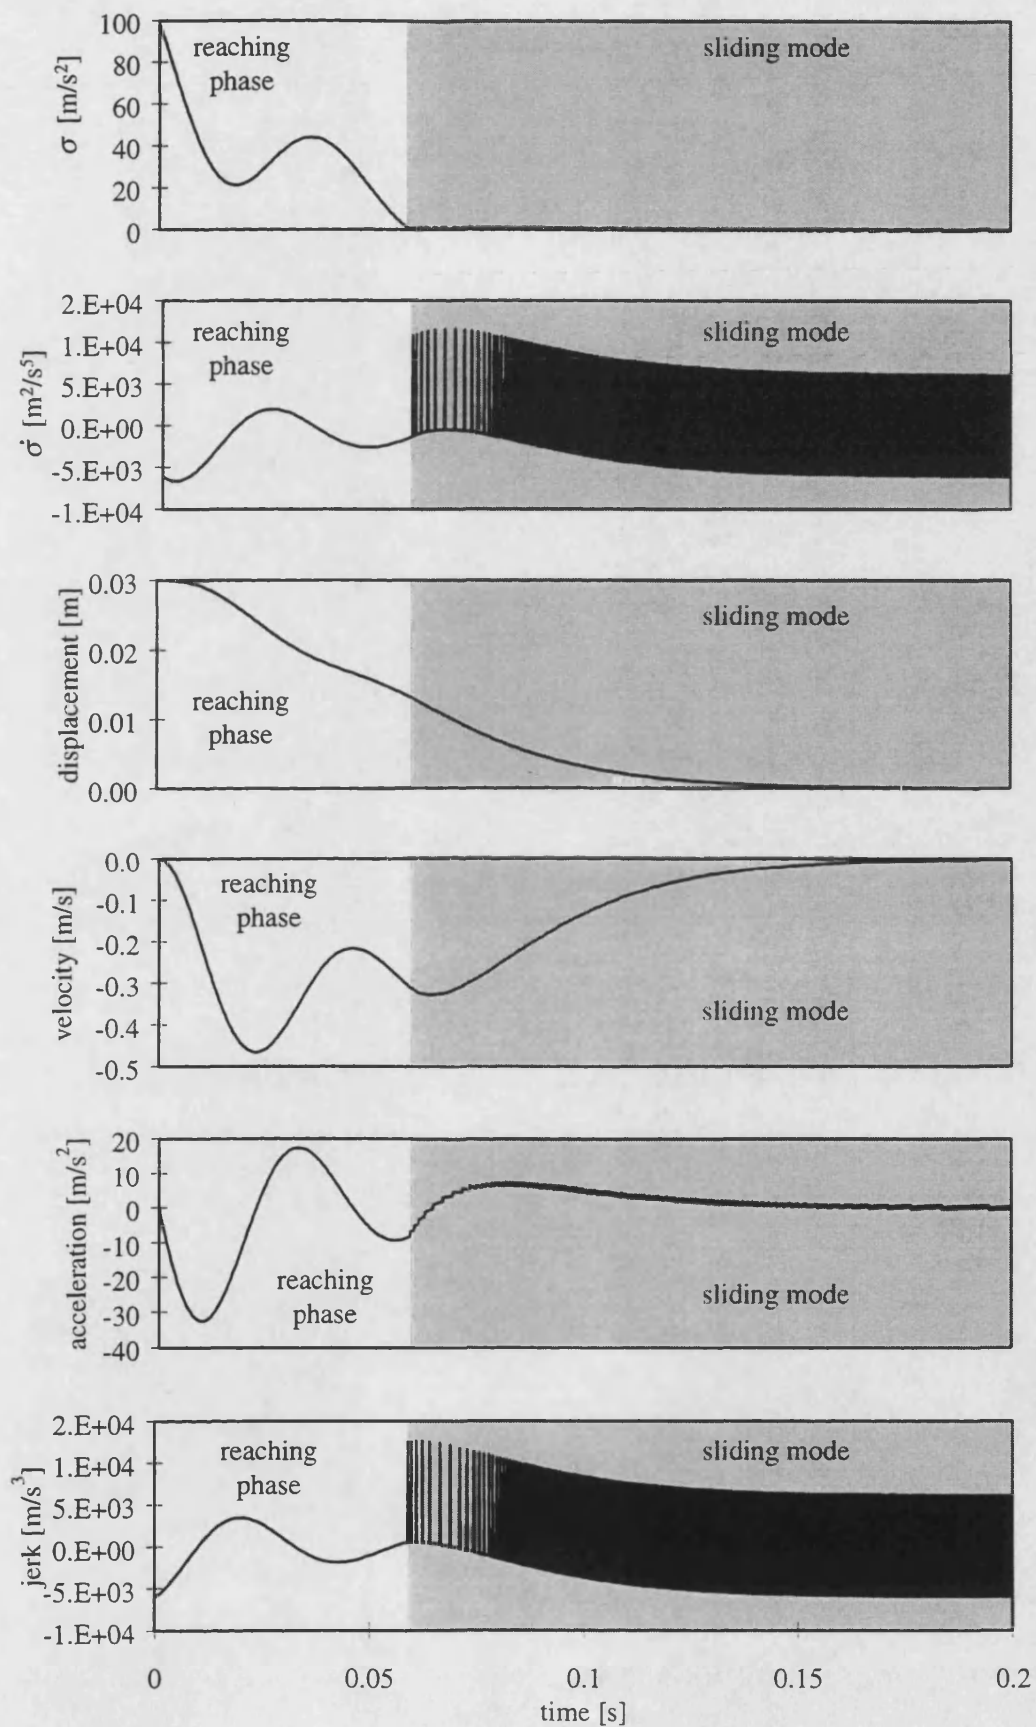 σ [m/s²]
100
80
60
40
20
0
reaching
phase
sliding mode
σ̇ [m²/s⁵]
2.E+04
1.E+04
5.E+03
0.E+00
-5.E+03
-1.E+04
reaching
phase
sliding mode
displacement [m]
0.03
0.02
0.01
0.00
reaching
phase
sliding mode
velocity [m/s]
0.0
-0.1
-0.2
-0.3
-0.4
-0.5
reaching
phase
sliding mode
acceleration [m/s²]
20
10
0
-10
-20
-30
-40
reaching
phase
sliding mode
jerk [m/s³]
2.E+04
1.E+04
5.E+03
0.E+00
-5.E+03
-1.E+04
reaching
phase
sliding mode
0 0.05 0.1 0.15 0.2
time [s]